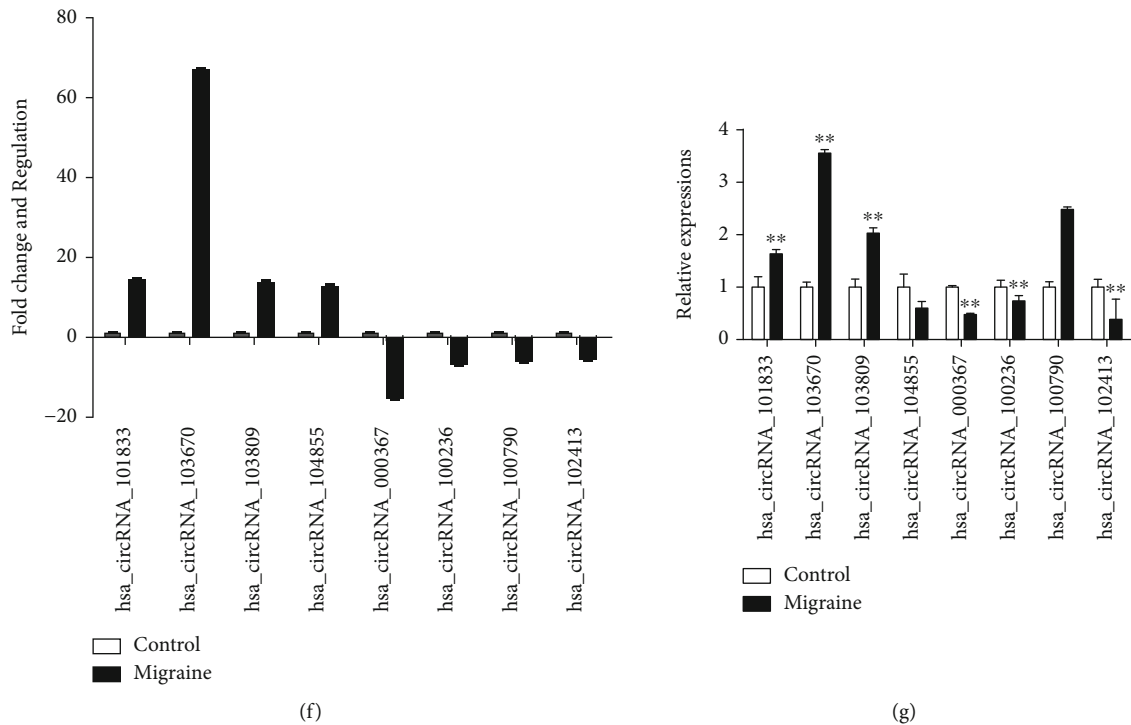 Fold change and Regulation
80
60
40
20
0
−20
hsa_circRNA_101833
hsa_circRNA_103670
hsa_circRNA_103809
hsa_circRNA_104855
hsa_circRNA_000367
hsa_circRNA_100236
hsa_circRNA_100790
hsa_circRNA_102413
Control
Migraine
(f)
Relative expressions
4
3
2
1
0
**
**
**
**
**
**
hsa_circRNA_101833
hsa_circRNA_103670
hsa_circRNA_103809
hsa_circRNA_104855
hsa_circRNA_000367
hsa_circRNA_100236
hsa_circRNA_100790
hsa_circRNA_102413
Control
Migraine
(g)